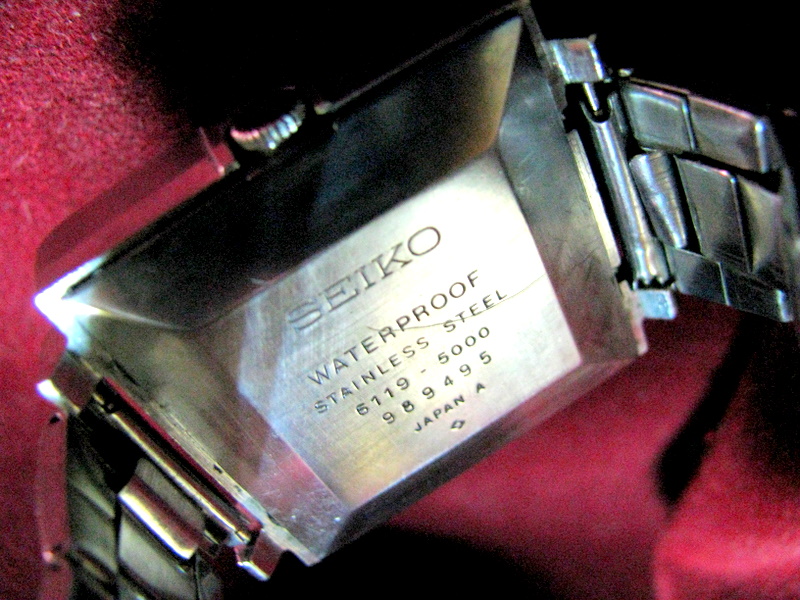 SEIKO
WATERPROOF
STAINLESS STEEL
6119-5000
989495
JAPAN A